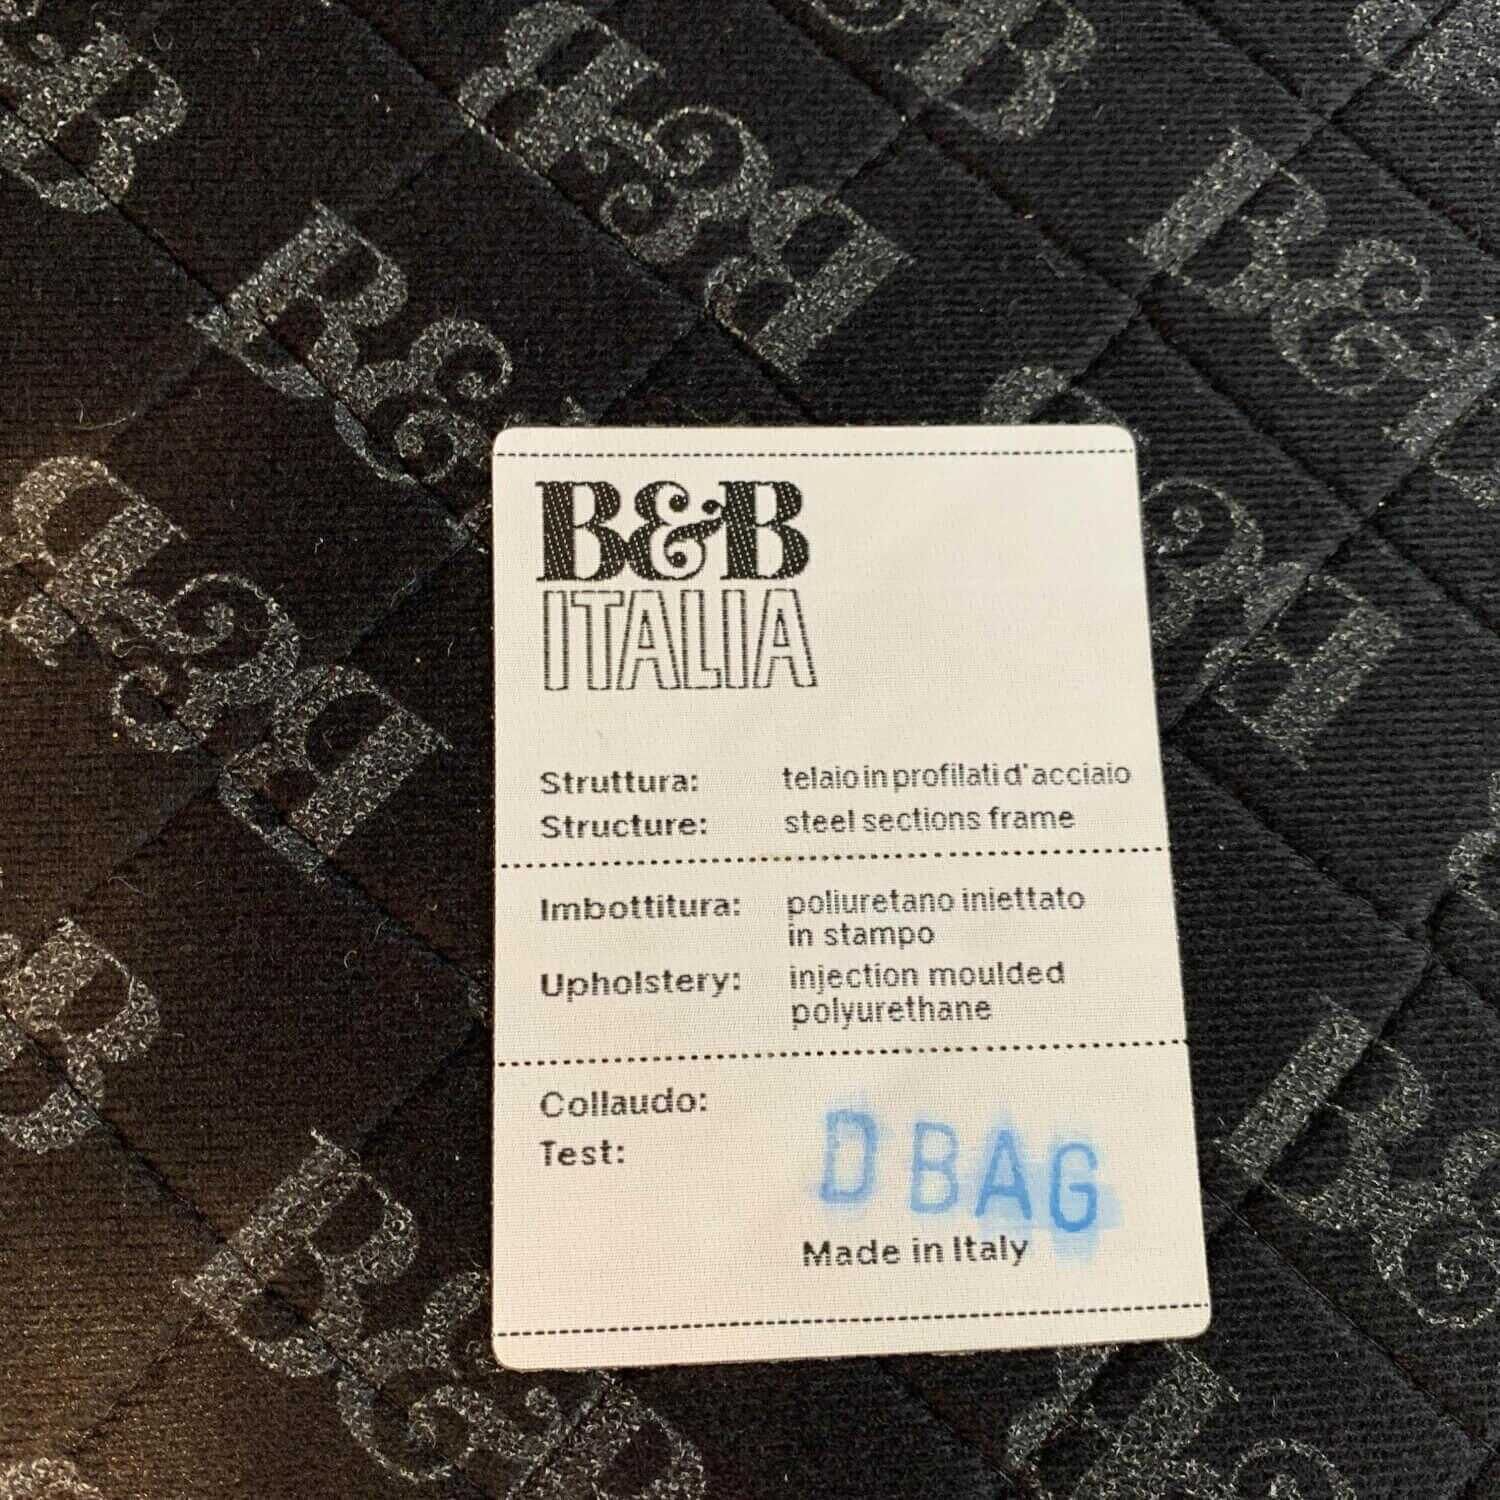 B&B
ITALIA
Struttura: telaio in profilati d'acciaio
Structure: steel sections frame
Imbottitura: poliuretano iniettato
in stampo
Upholstery: injection moulded
polyurethane
Collaudo:
Test:
D BAG
Made in Italy
B&B
B&B
B&B
B&B
B&B
B&B
B&B